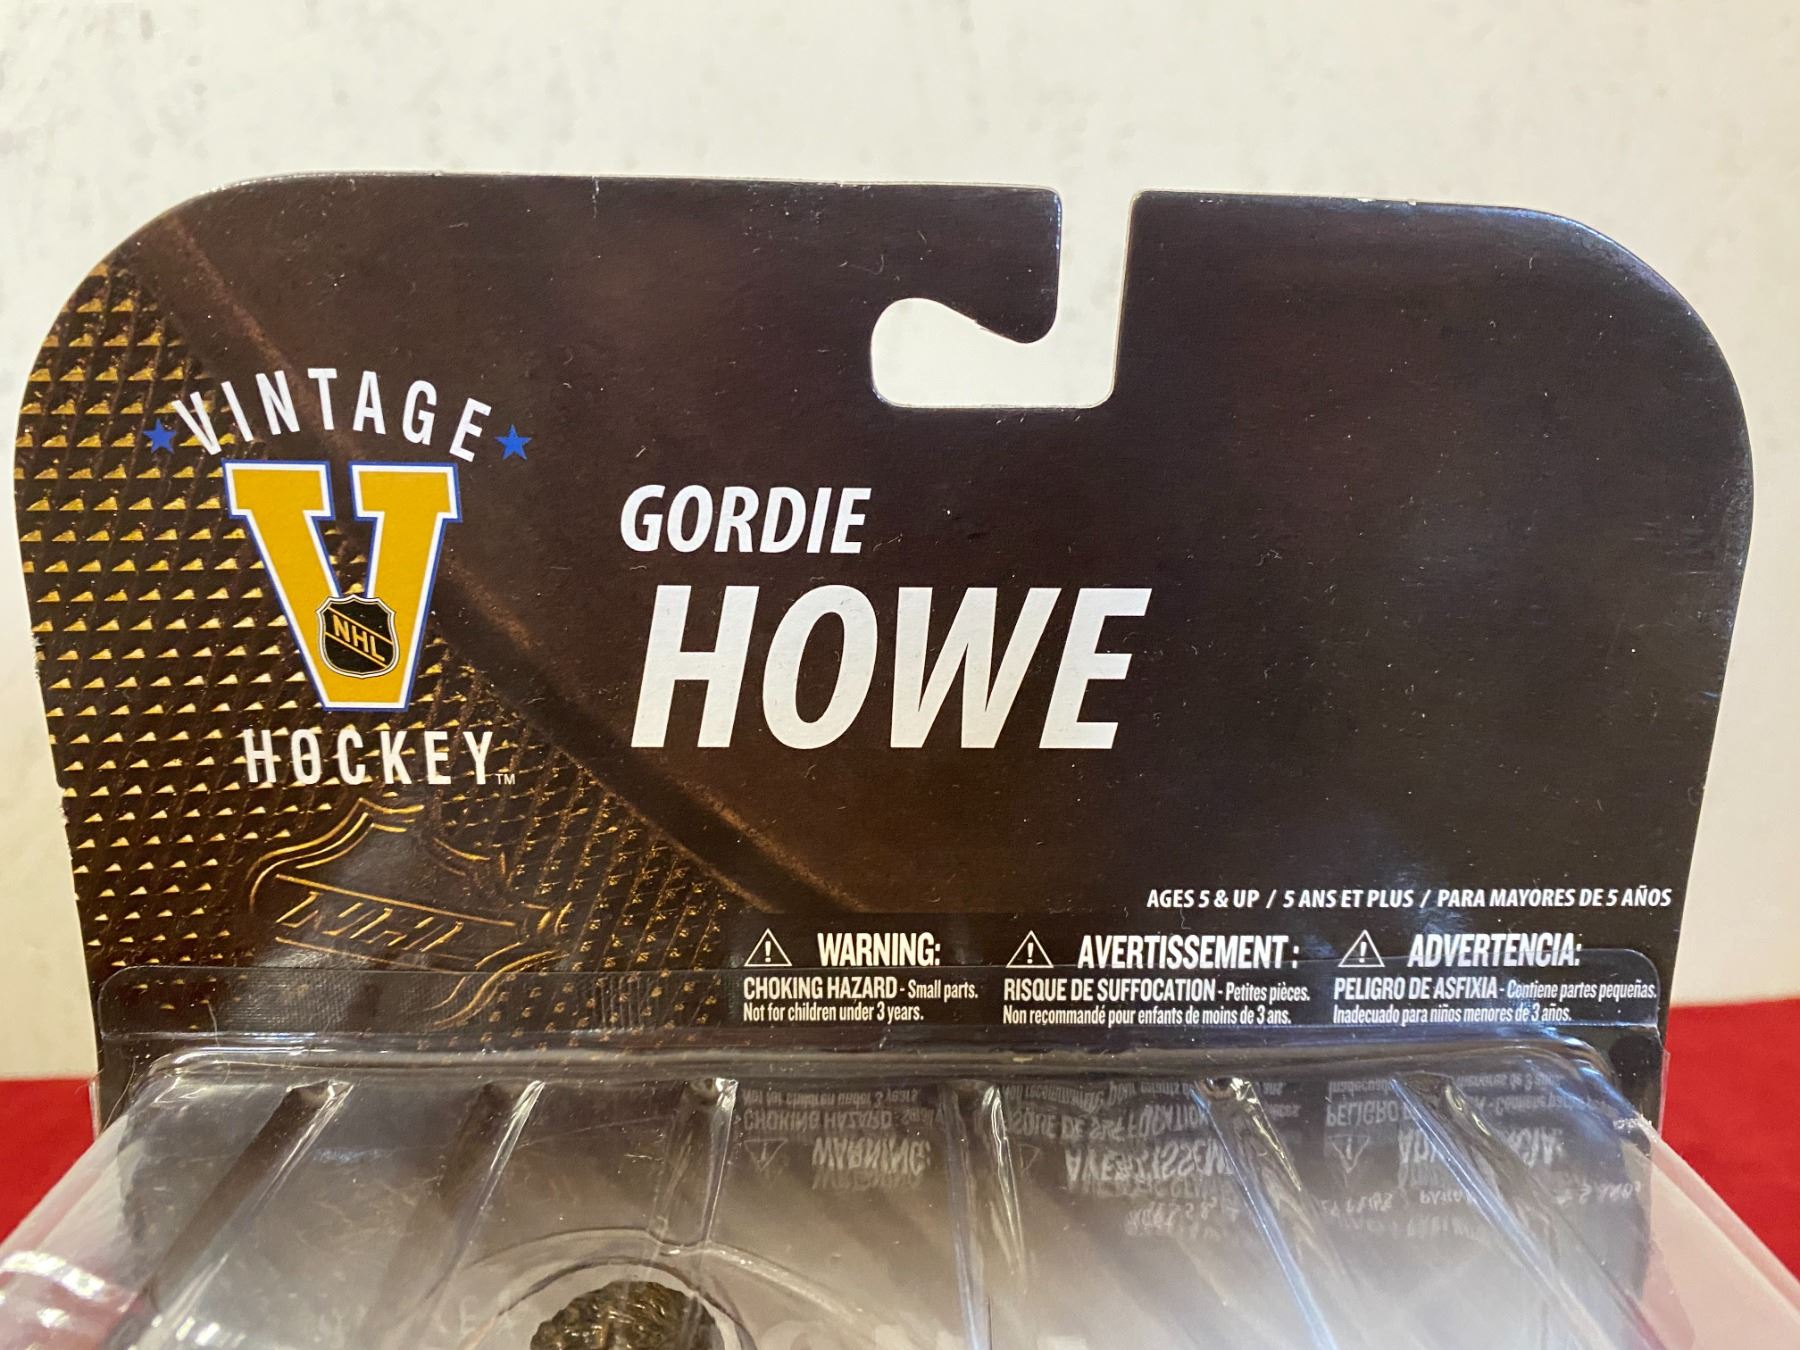 VINTAGE
V
NHL
HOCKEY™
GORDIE
HOWE
NHL
AGES 5 & UP / 5 ANS ET PLUS / PARA MAYORES DE 5 AÑOS
WARNING:
CHOKING HAZARD - Small parts.
Not for children under 3 years.
AVERTISSEMENT :
RISQUE DE SUFFOCATION - Petites pièces.
Non recommandé pour enfants de moins de 3 ans.
ADVERTENCIA:
PELIGRO DE ASFIXIA - Contiene partes pequeñas.
Inadecuado para niños menores de 3 años.